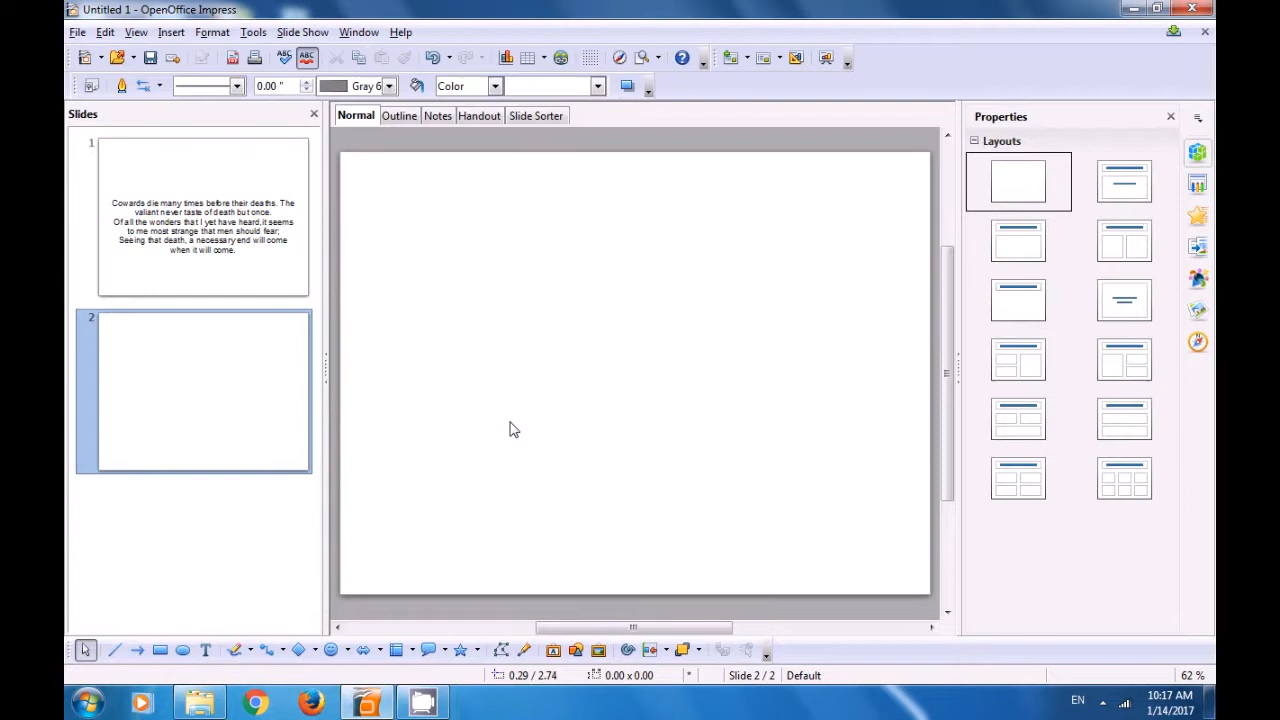 Untitled 1 - OpenOffice Impress
File Edit View Insert Format Tools Slide Show Window Help
ABC ABC
0.00 " Gray 6 Color
Slides
Normal Outline Notes Handout Slide Sorter
Properties
Layouts
1
Cowards die many times before their deaths. The
valiant never taste of death but once.
Of all the wonders that I yet have heard,it seems
to me most strange that men should fear;
Seeing that death, a necessary end will come
when it will come.
2
0.29 / 2.74 0.00 x 0.00 * Slide 2 / 2 Default 62 %
EN 10:17 AM
1/14/2017